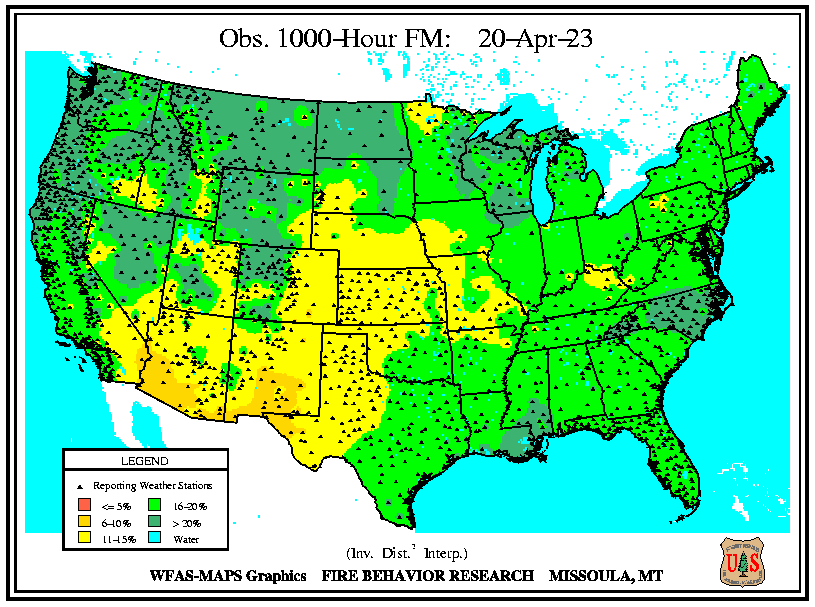 Obs. 1000-Hour FM: 20-Apr-23
LEGEND
Reporting Weather Stations
<= 5% 16-20%
6-10% > 20%
11-15% Water
(Inv. Dist.² Interp.)
WFAS-MAPS Graphics FIRE BEHAVIOR RESEARCH MISSOULA, MT
U S